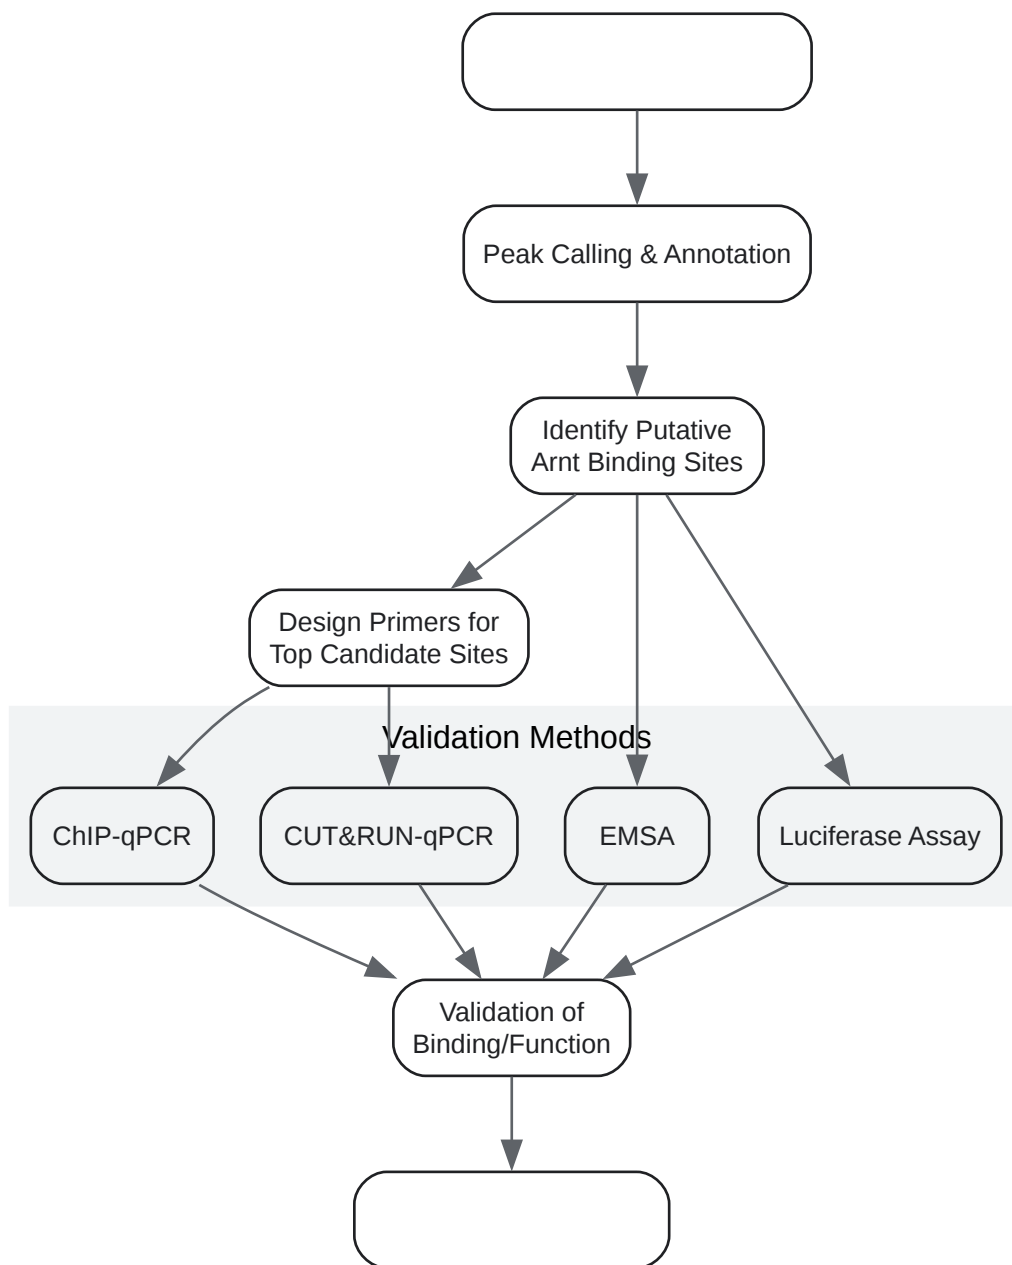 Peak Calling & Annotation
Identify Putative
Arnt Binding Sites
Design Primers for
Top Candidate Sites
Validation Methods
ChIP-qPCR
CUT&RUN-qPCR
EMSA
Luciferase Assay
Validation of
Binding/Function